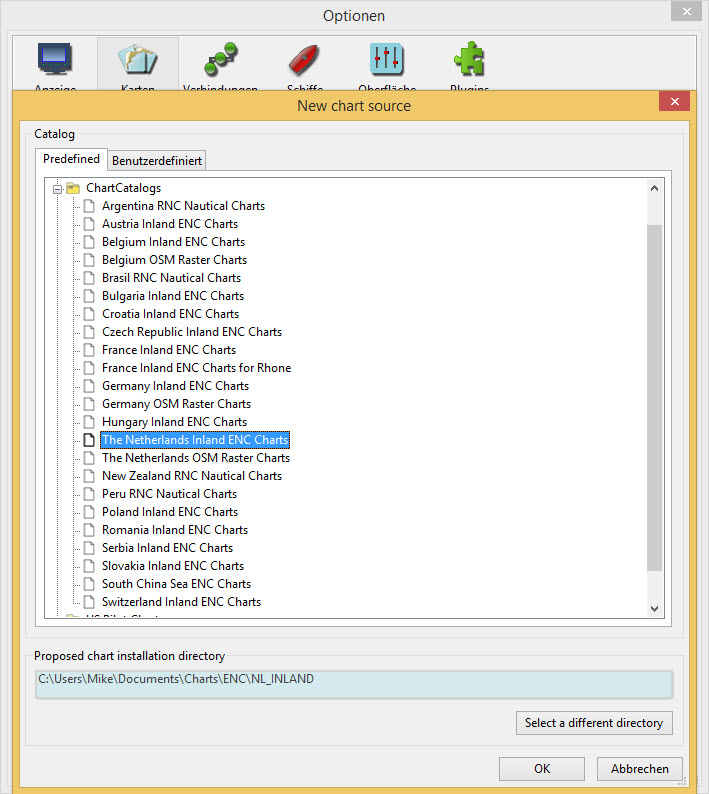 Optionen
Anzeige Karten Verbindungen Schiffe Oberfläche Plugins
New chart source
Catalog
Predefined Benutzerdefiniert
ChartCatalogs
Argentina RNC Nautical Charts
Austria Inland ENC Charts
Belgium Inland ENC Charts
Belgium OSM Raster Charts
Brasil RNC Nautical Charts
Bulgaria Inland ENC Charts
Croatia Inland ENC Charts
Czech Republic Inland ENC Charts
France Inland ENC Charts
France Inland ENC Charts for Rhone
Germany Inland ENC Charts
Germany OSM Raster Charts
Hungary Inland ENC Charts
The Netherlands Inland ENC Charts
The Netherlands OSM Raster Charts
New Zealand RNC Nautical Charts
Peru RNC Nautical Charts
Poland Inland ENC Charts
Romania Inland ENC Charts
Serbia Inland ENC Charts
Slovakia Inland ENC Charts
South China Sea ENC Charts
Switzerland Inland ENC Charts
Proposed chart installation directory
C:\Users\Mike\Documents\Charts\ENC\NL_INLAND
Select a different directory
OK Abbrechen